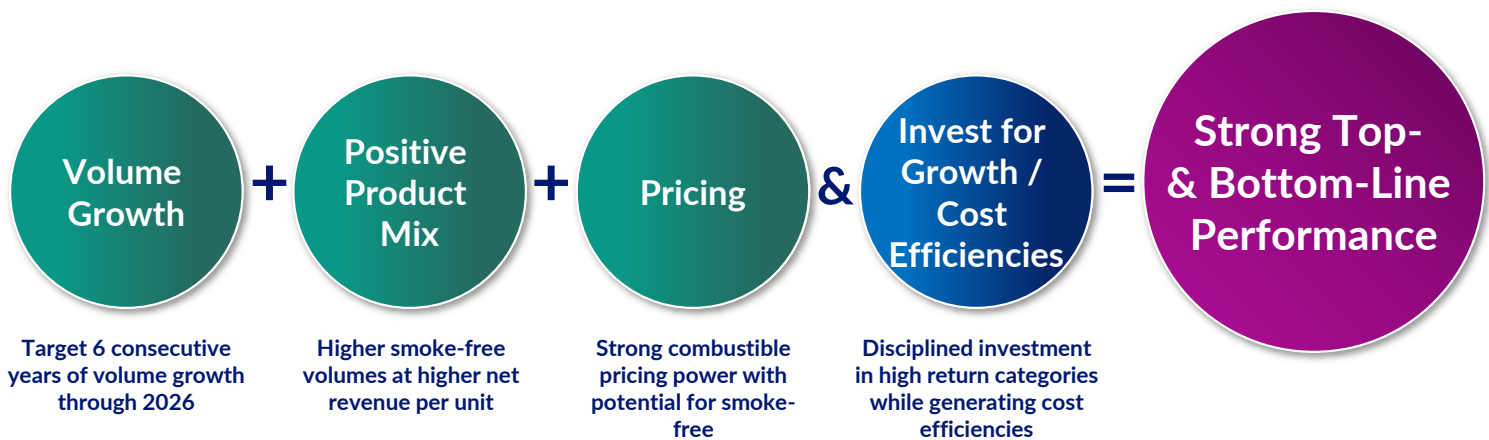 Volume
Growth
+
Positive
Product
Mix
+
Pricing
&
Invest for
Growth /
Cost
Efficiencies
=
Strong Top-
& Bottom-Line
Performance
Target 6 consecutive
years of volume growth
through 2026
Higher smoke-free
volumes at higher net
revenue per unit
Strong combustible
pricing power with
potential for smoke-
free
Disciplined investment
in high return categories
while generating cost
efficiencies